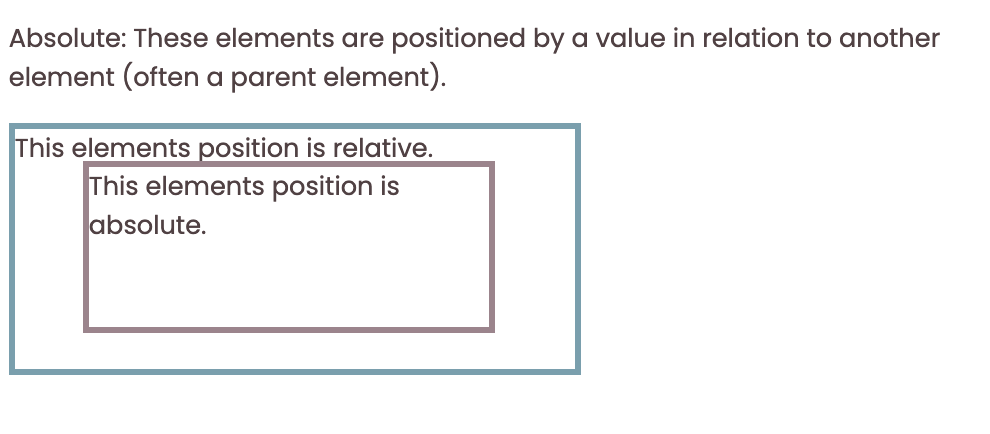 Absolute: These elements are positioned by a value in relation to another
element (often a parent element).
This elements position is relative.
This elements position is
absolute.